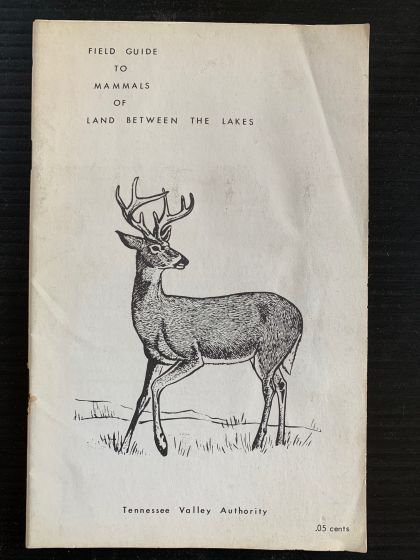 FIELD GUIDE
TO
MAMMALS
OF
LAND BETWEEN THE LAKES
Tennessee Valley Authority
.05 cents